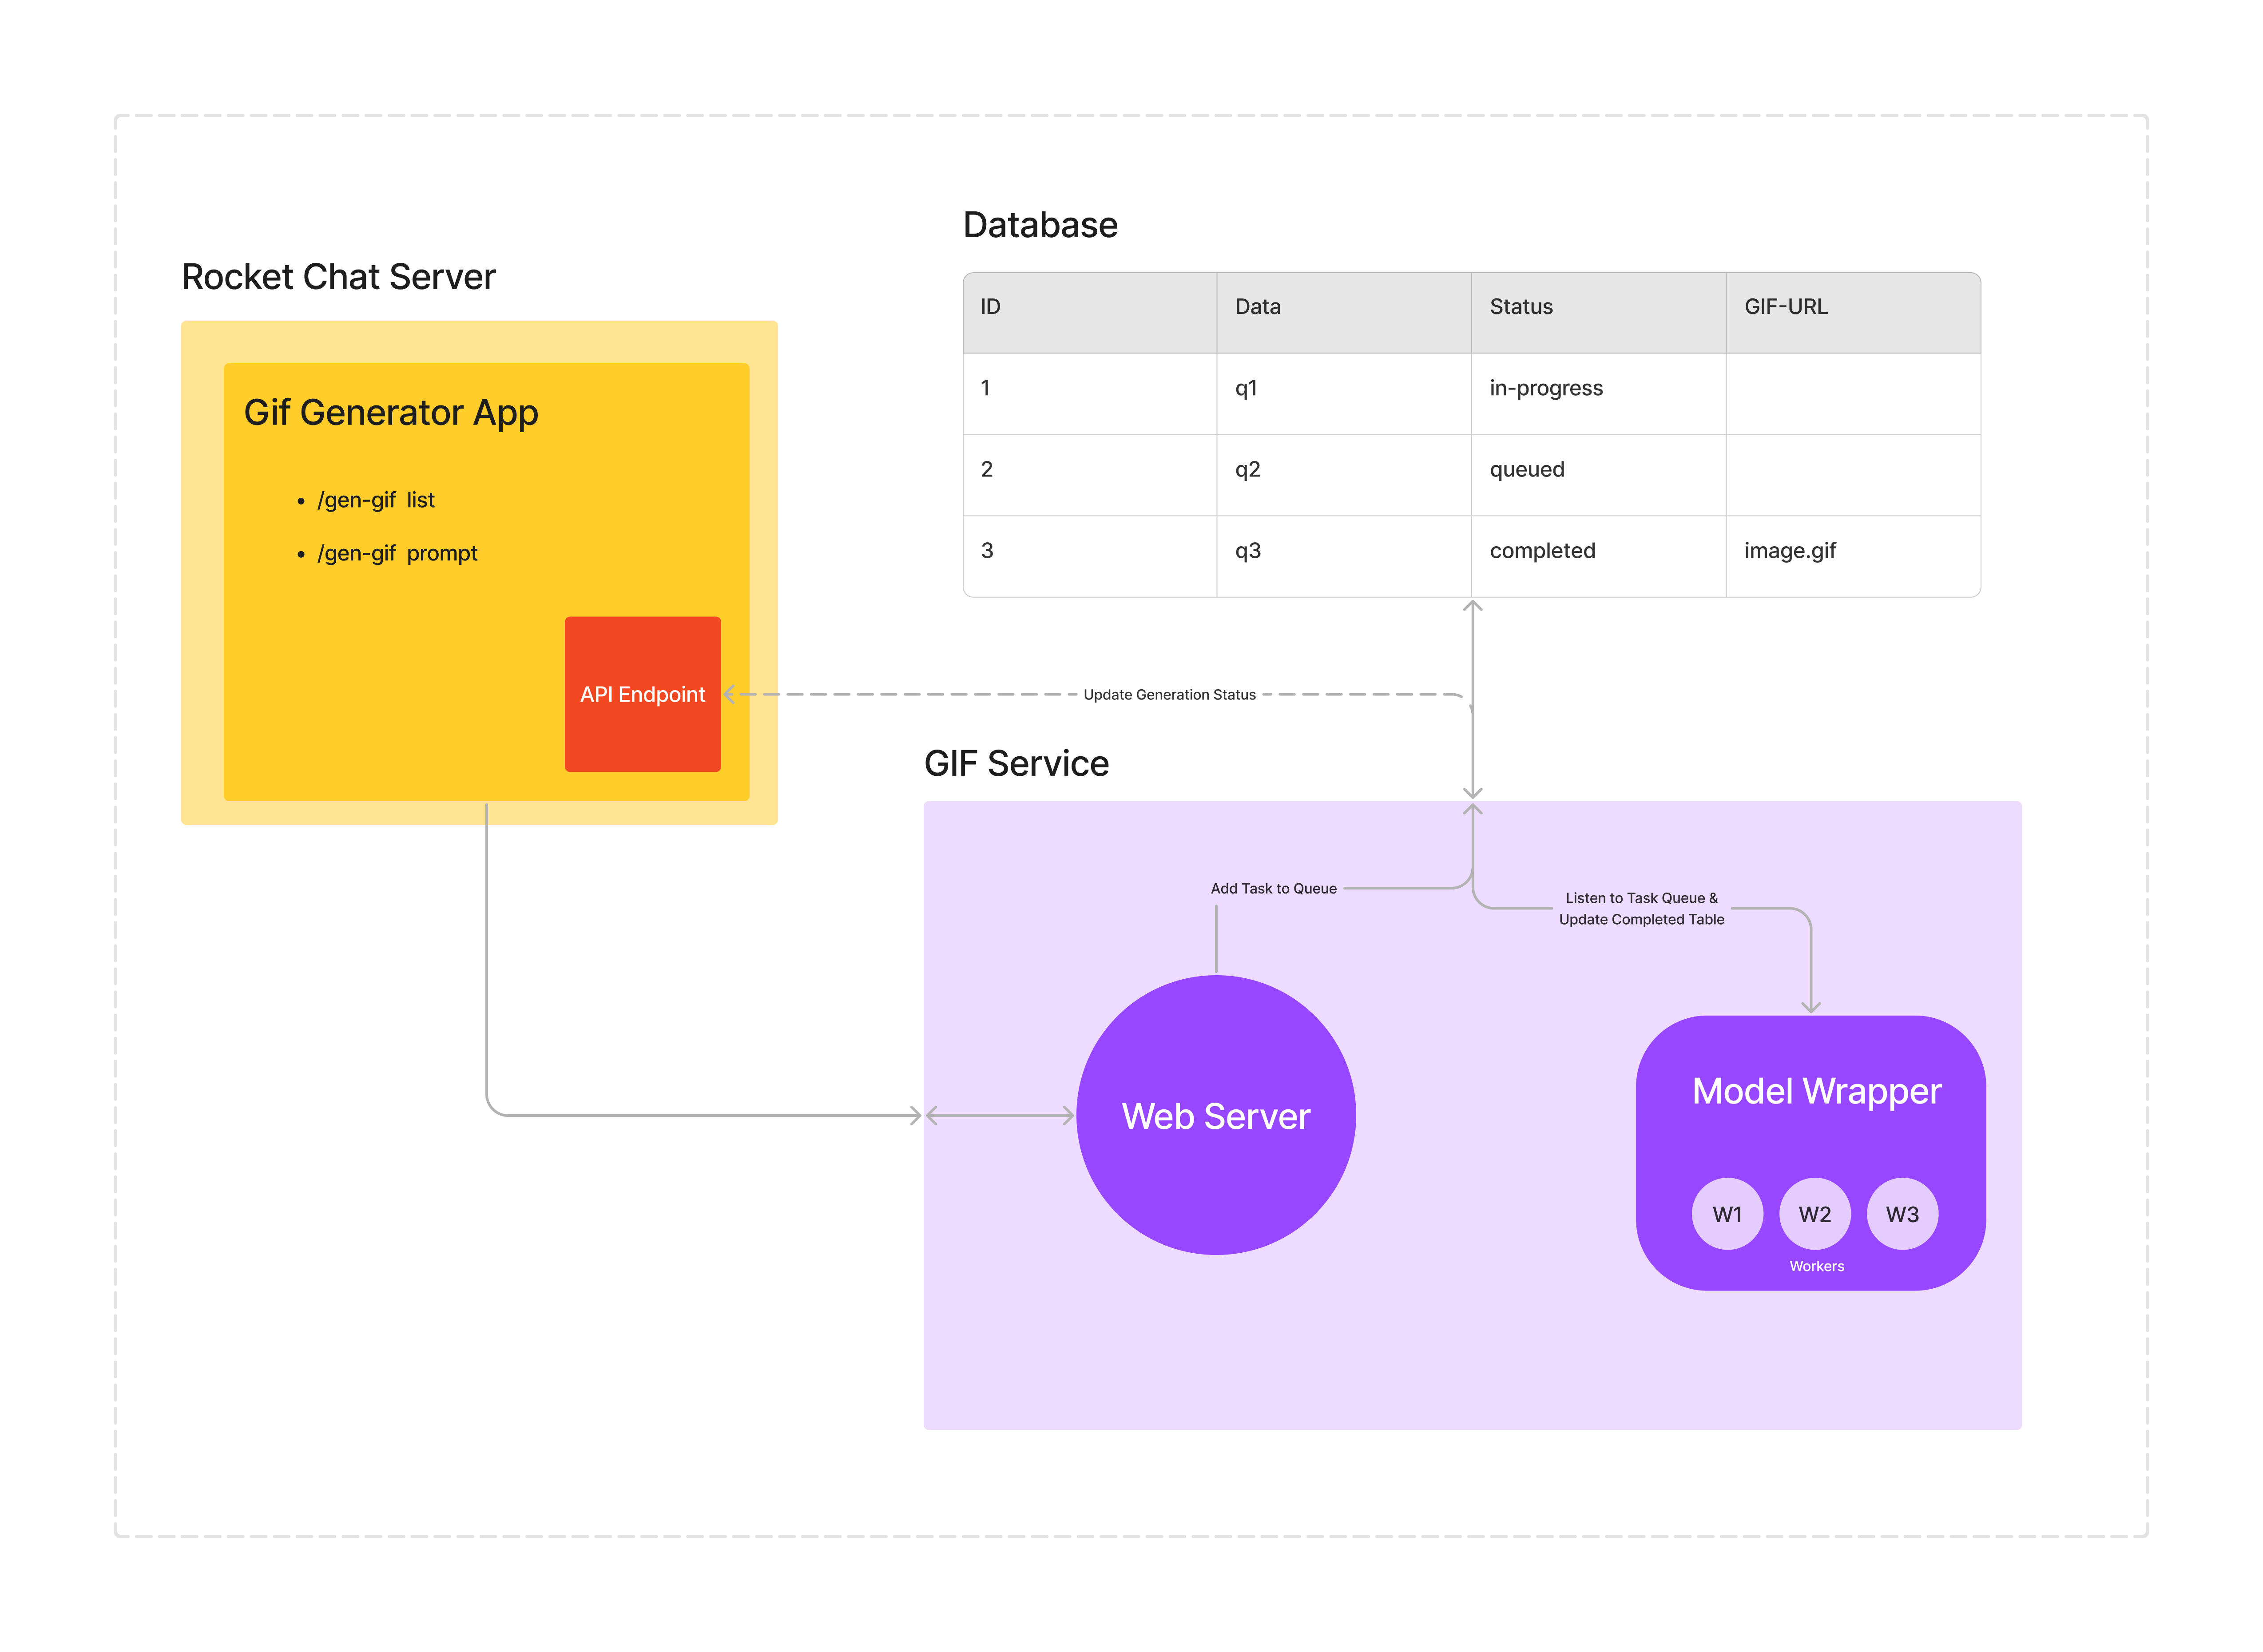 Rocket Chat Server
Gif Generator App
• /gen-gif list
• /gen-gif prompt
API Endpoint
Database
ID Data Status GIF-URL
1 q1 in-progress
2 q2 queued
3 q3 completed image.gif
Update Generation Status
GIF Service
Add Task to Queue
Listen to Task Queue &
Update Completed Table
Web Server
Model Wrapper
W1 W2 W3
Workers